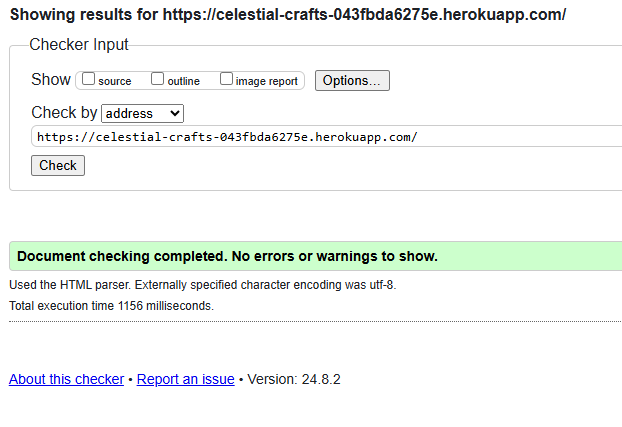 Showing results for https://celestial-crafts-043fbda6275e.herokuapp.com/
Checker Input
Show source outline image report Options...
Check by address
https://celestial-crafts-043fbda6275e.herokuapp.com/
Check
Document checking completed. No errors or warnings to show.
Used the HTML parser. Externally specified character encoding was utf-8.
Total execution time 1156 milliseconds.
About this checker • Report an issue • Version: 24.8.2